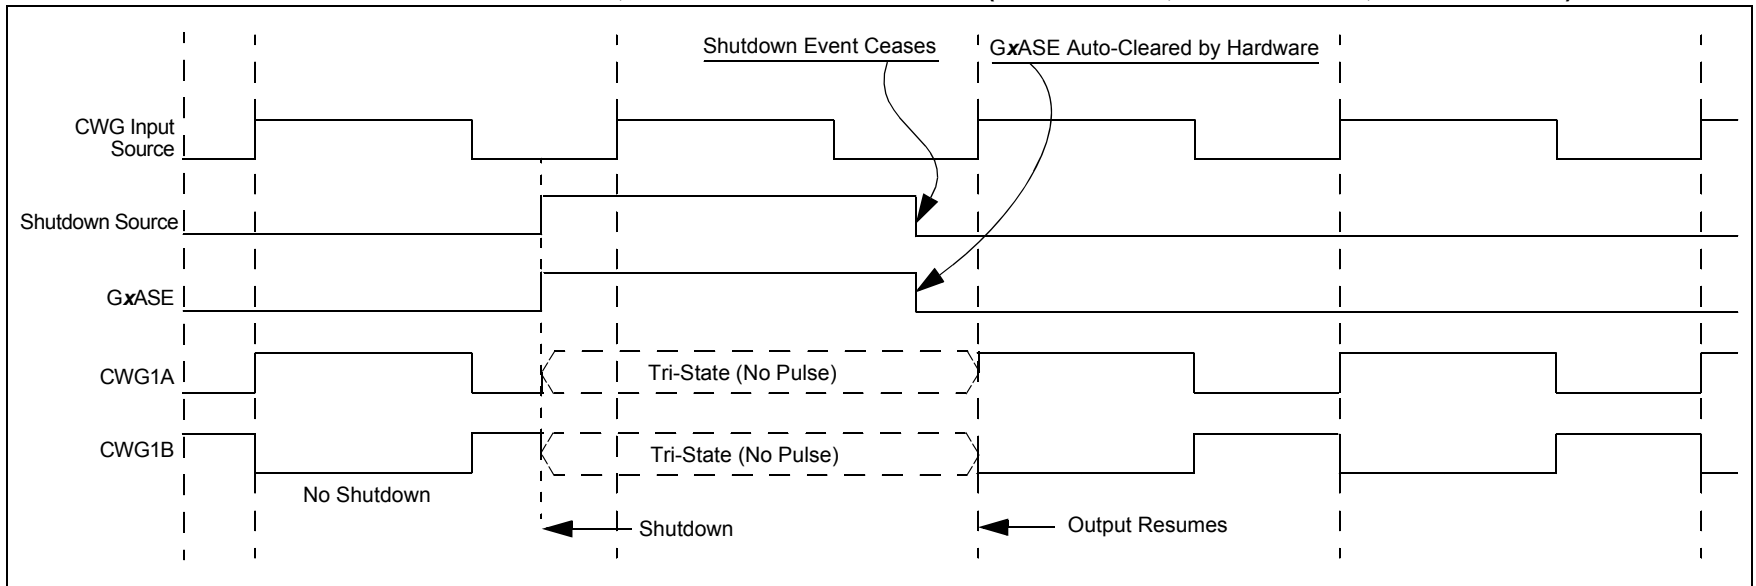 Shutdown Event Ceases
GxASE Auto-Cleared by Hardware
CWG Input
Source
Shutdown Source
GxASE
CWG1A
Tri-State (No Pulse)
CWG1B
Tri-State (No Pulse)
No Shutdown
Shutdown
Output Resumes